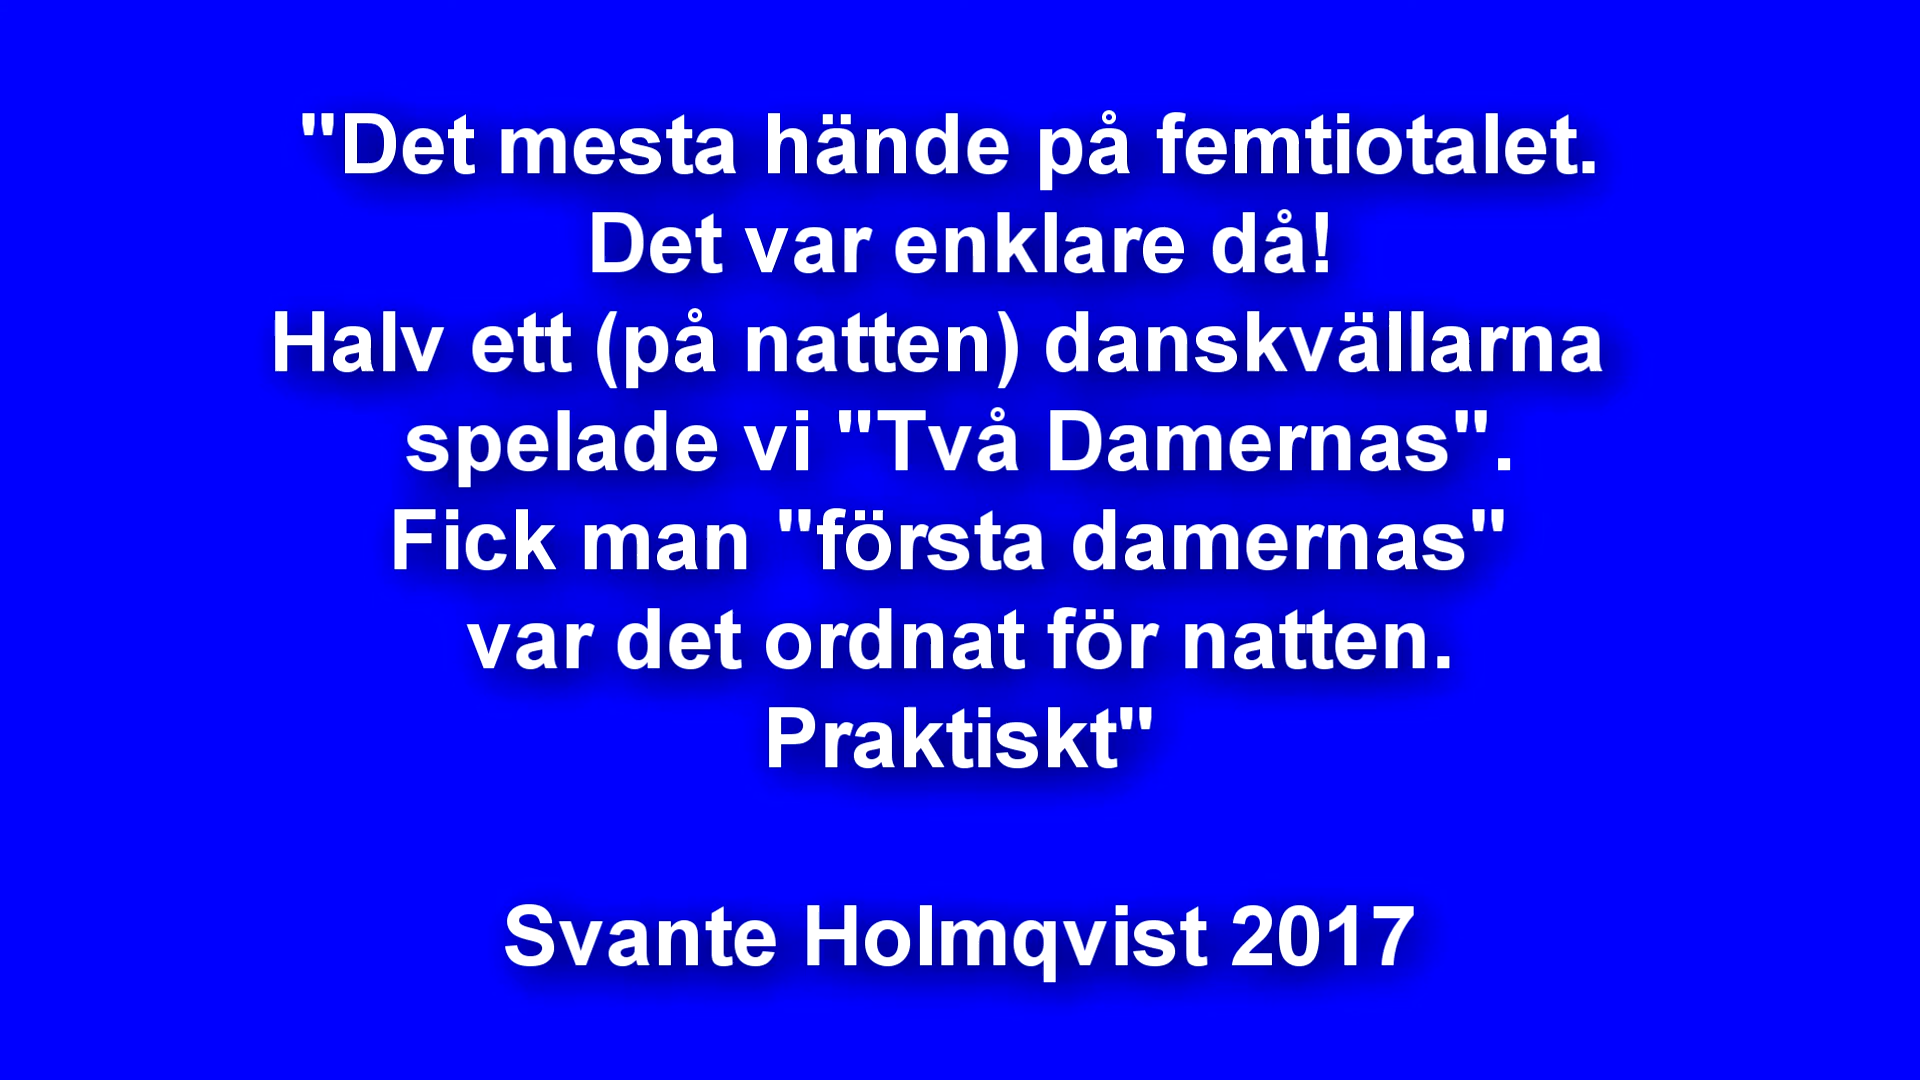 "Det mesta hände på femtiotalet.
Det var enklare då!
Halv ett (på natten) danskvällarna
spelade vi "Två Damernas".
Fick man "första damernas"
var det ordnat för natten.
Praktiskt"
Svante Holmqvist 2017